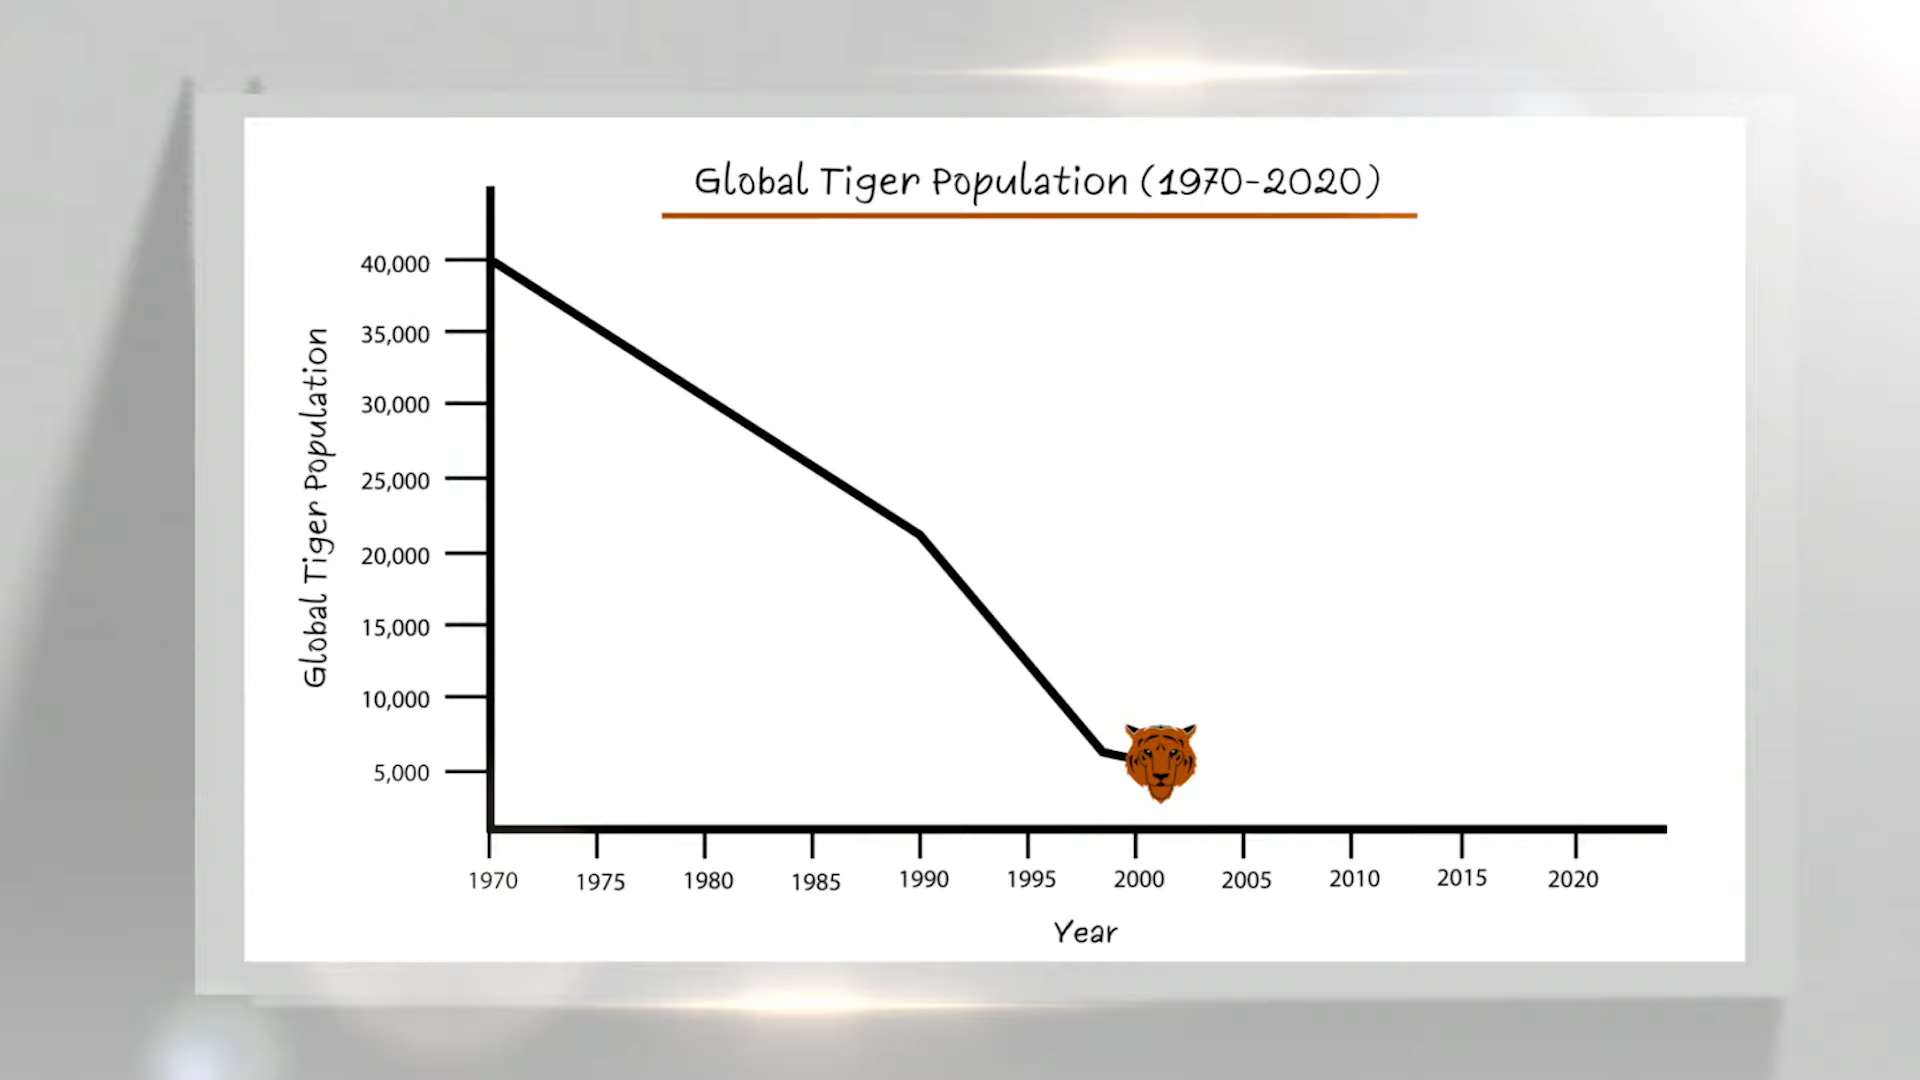 Global Tiger Population (1970-2020)
Global Tiger Population
40,000
35,000
30,000
25,000
20,000
15,000
10,000
5,000
1970 1975 1980 1985 1990 1995 2000 2005 2010 2015 2020
Year